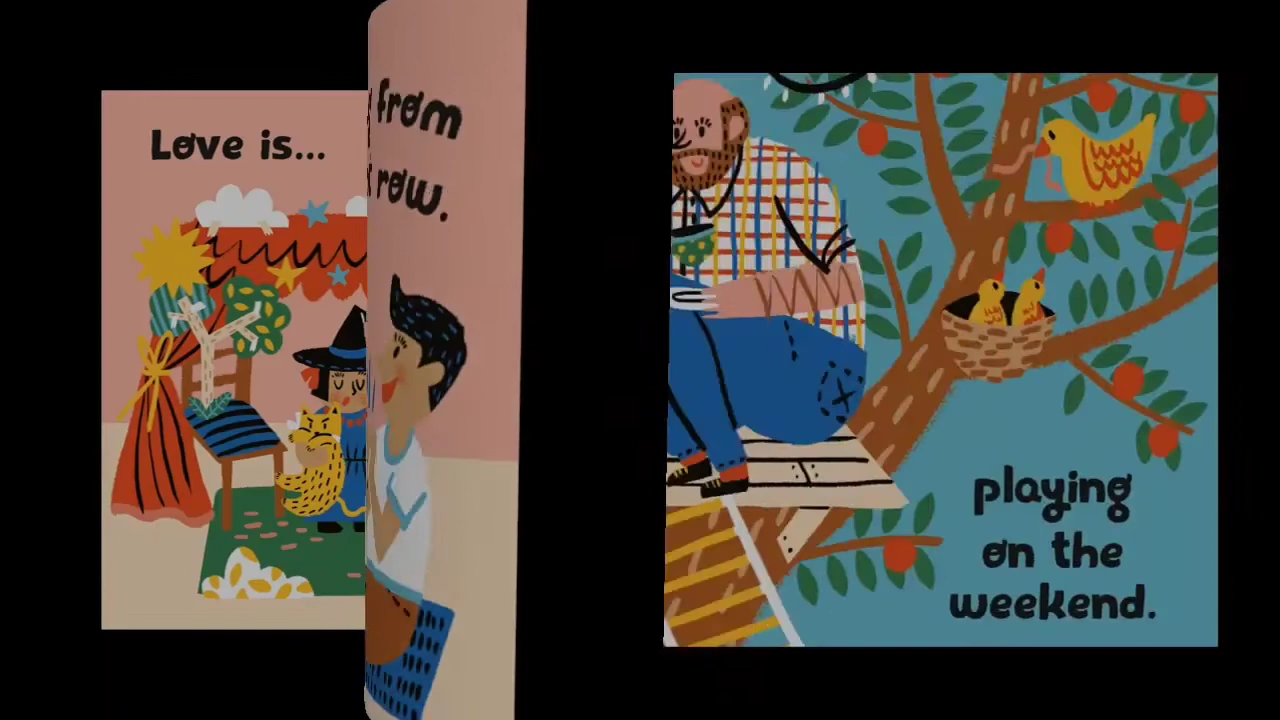 Love is...
from
row.
playing
on the
weekend.